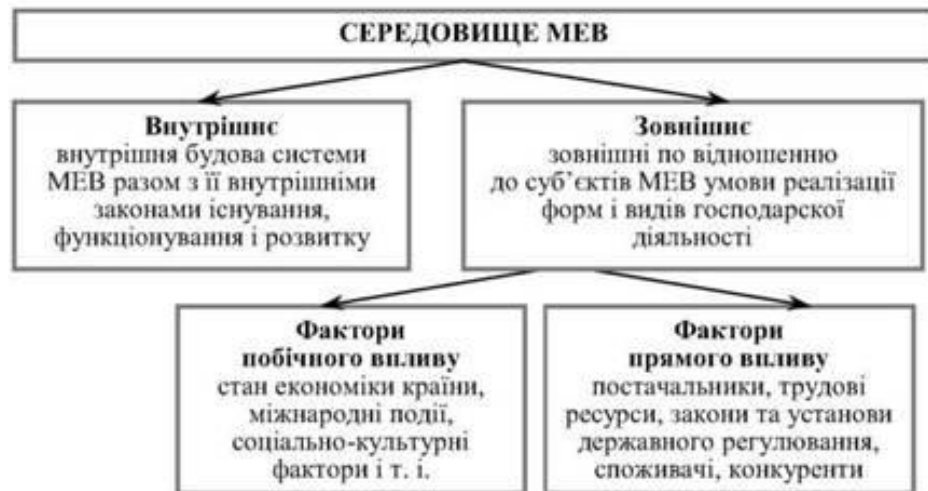 СЕРЕДОВИЩЕ МЕВ
Внутрішнє
внутрішня будова системи
МЕВ разом з її внутрішніми
законами існування,
функціонування і розвитку
Зовнішнє
зовнішні по відношенню
до суб’єктів МЕВ умови реалізації
форм і видів господарскої
діяльності
Фактори
побічного впливу
стан економіки країни,
міжнародні події,
соціально-культурні
фактори і т. і.
Фактори
прямого впливу
постачальники, трудові
ресурси, закони та установи
державного регулювання,
споживачі, конкуренти